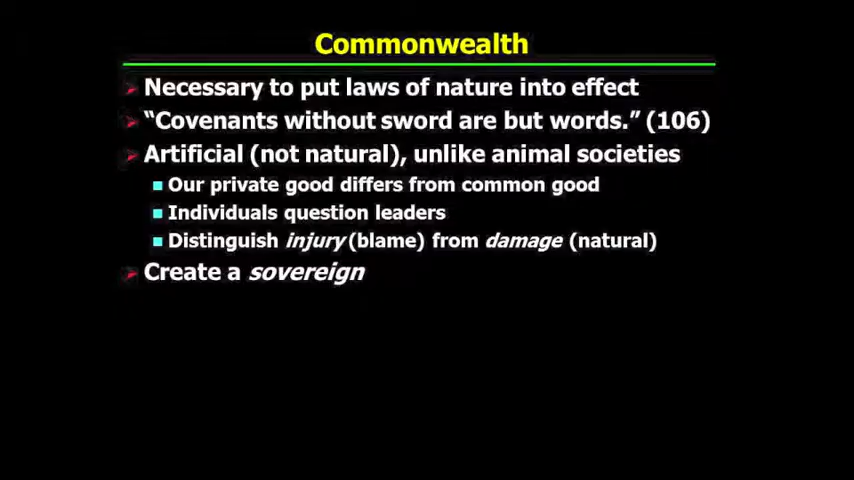 Commonwealth
Necessary to put laws of nature into effect
“Covenants without sword are but words.” (106)
Artificial (not natural), unlike animal societies
Our private good differs from common good
Individuals question leaders
Distinguish injury (blame) from damage (natural)
Create a sovereign